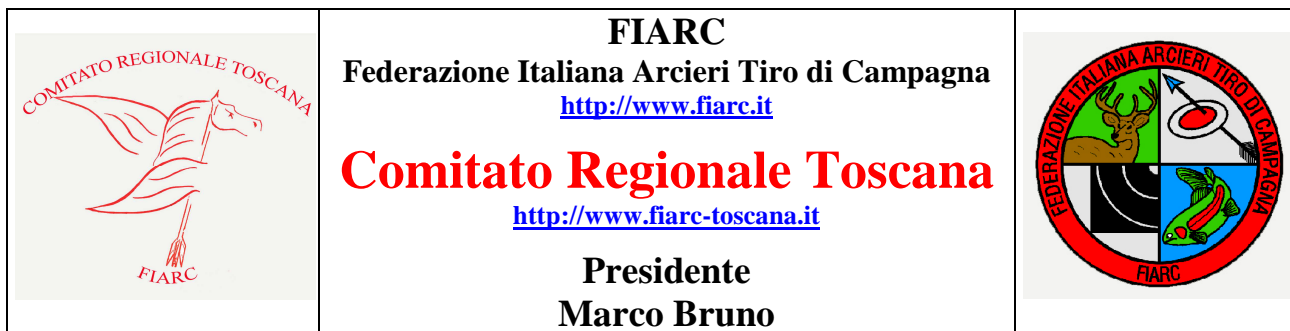 COMITATO REGIONALE TOSCANA
FIARC
FIARC
Federazione Italiana Arcieri Tiro di Campagna
http://www.fiarc.it
Comitato Regionale Toscana
http://www.fiarc-toscana.it
Presidente
Marco Bruno
FEDERAZIONE ITALIANA ARCIERI TIRO DI CAMPAGNA
FIARC